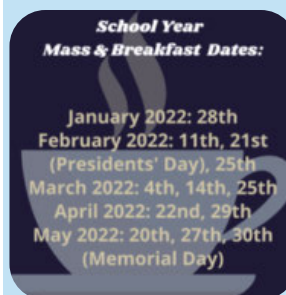 School Year
Mass & Breakfast Dates:
January 2022: 28th
February 2022: 11th, 21st
(Presidents' Day), 25th
March 2022: 4th, 14th, 25th
April 2022: 22nd, 29th
May 2022: 20th, 27th, 30th
(Memorial Day)